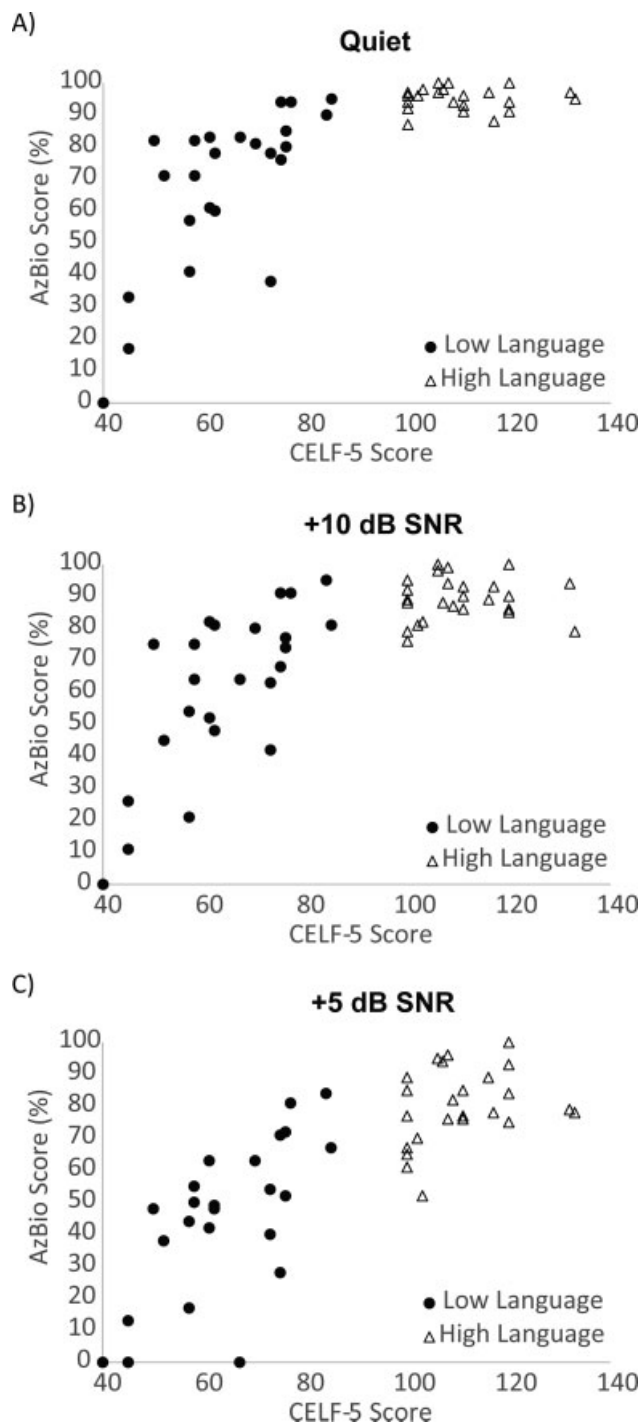 A)
Quiet
100
90
80
70
60
50
40
30
20
10
0
AzBio Score (%)
● Low Language
△ High Language
40 60 80 100 120 140
CELF-5 Score
B)
+10 dB SNR
100
90
80
70
60
50
40
30
20
10
0
AzBio Score (%)
● Low Language
△ High Language
40 60 80 100 120 140
CELF-5 Score
C)
+5 dB SNR
100
90
80
70
60
50
40
30
20
10
0
AzBio Score (%)
● Low Language
△ High Language
40 60 80 100 120 140
CELF-5 Score